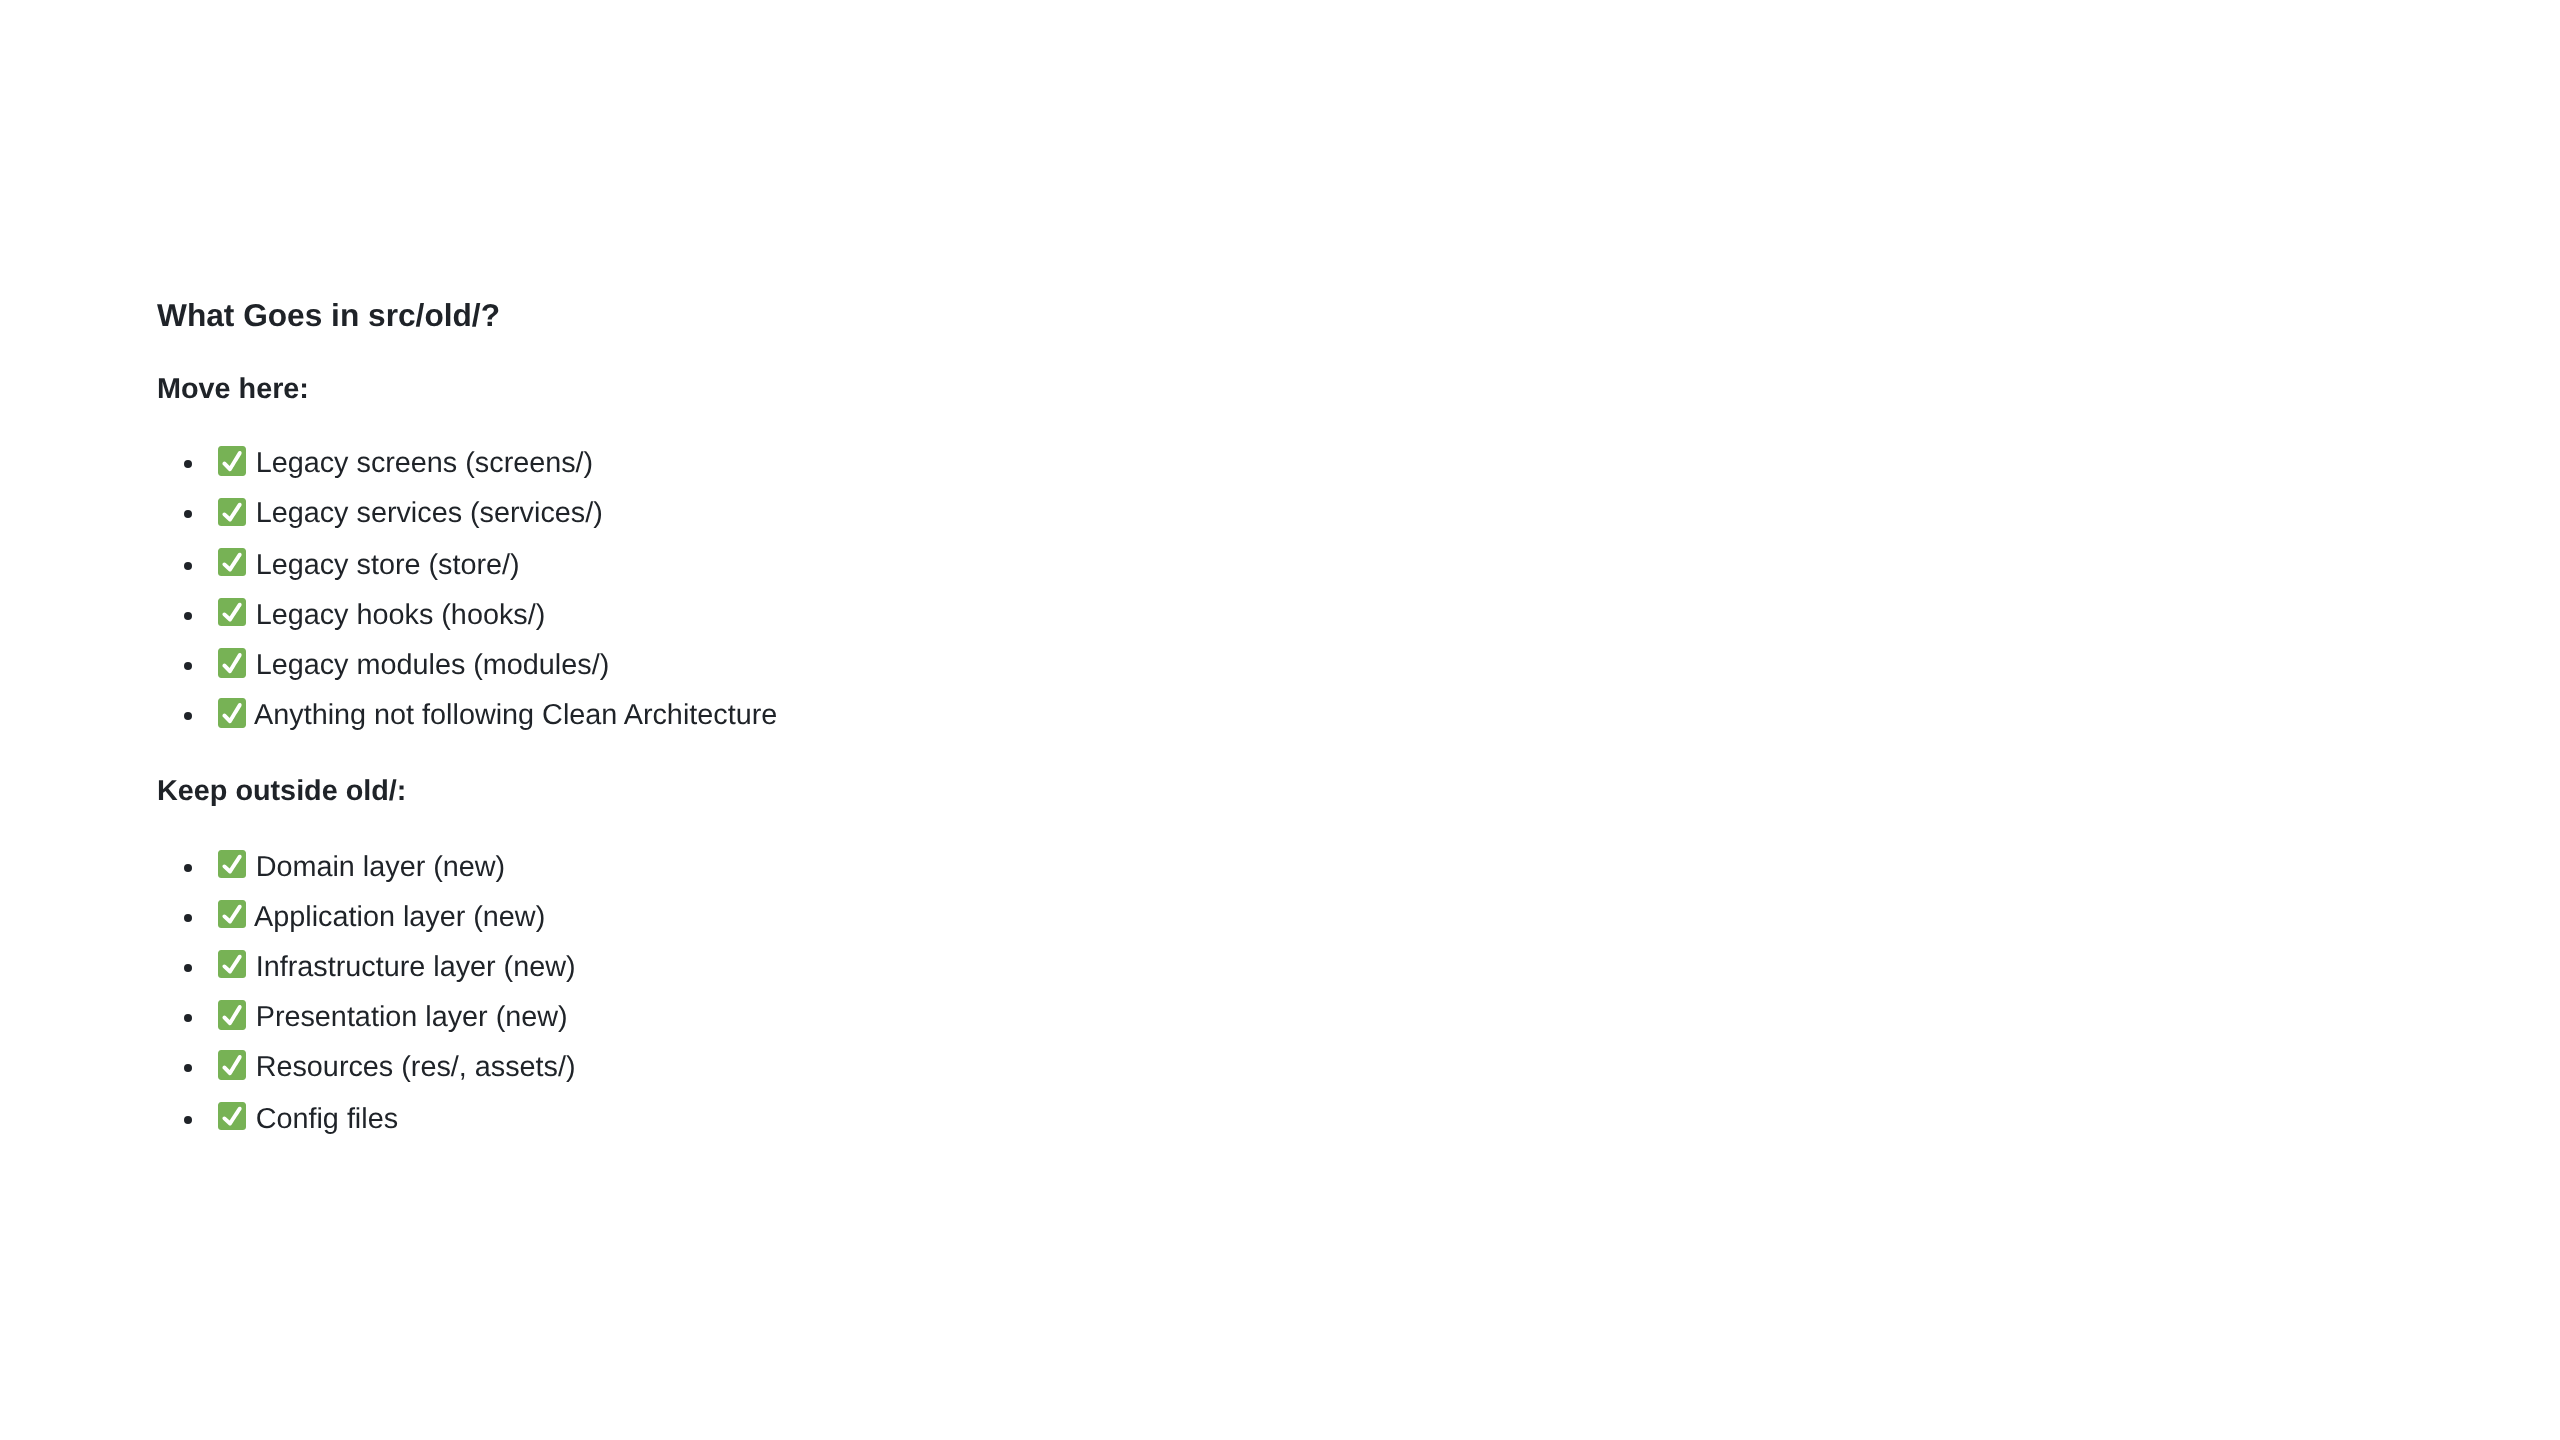 What Goes in src/old/?
Move here:
• ✅ Legacy screens (screens/)
• ✅ Legacy services (services/)
• ✅ Legacy store (store/)
• ✅ Legacy hooks (hooks/)
• ✅ Legacy modules (modules/)
• ✅ Anything not following Clean Architecture
Keep outside old/:
• ✅ Domain layer (new)
• ✅ Application layer (new)
• ✅ Infrastructure layer (new)
• ✅ Presentation layer (new)
• ✅ Resources (res/, assets/)
• ✅ Config files